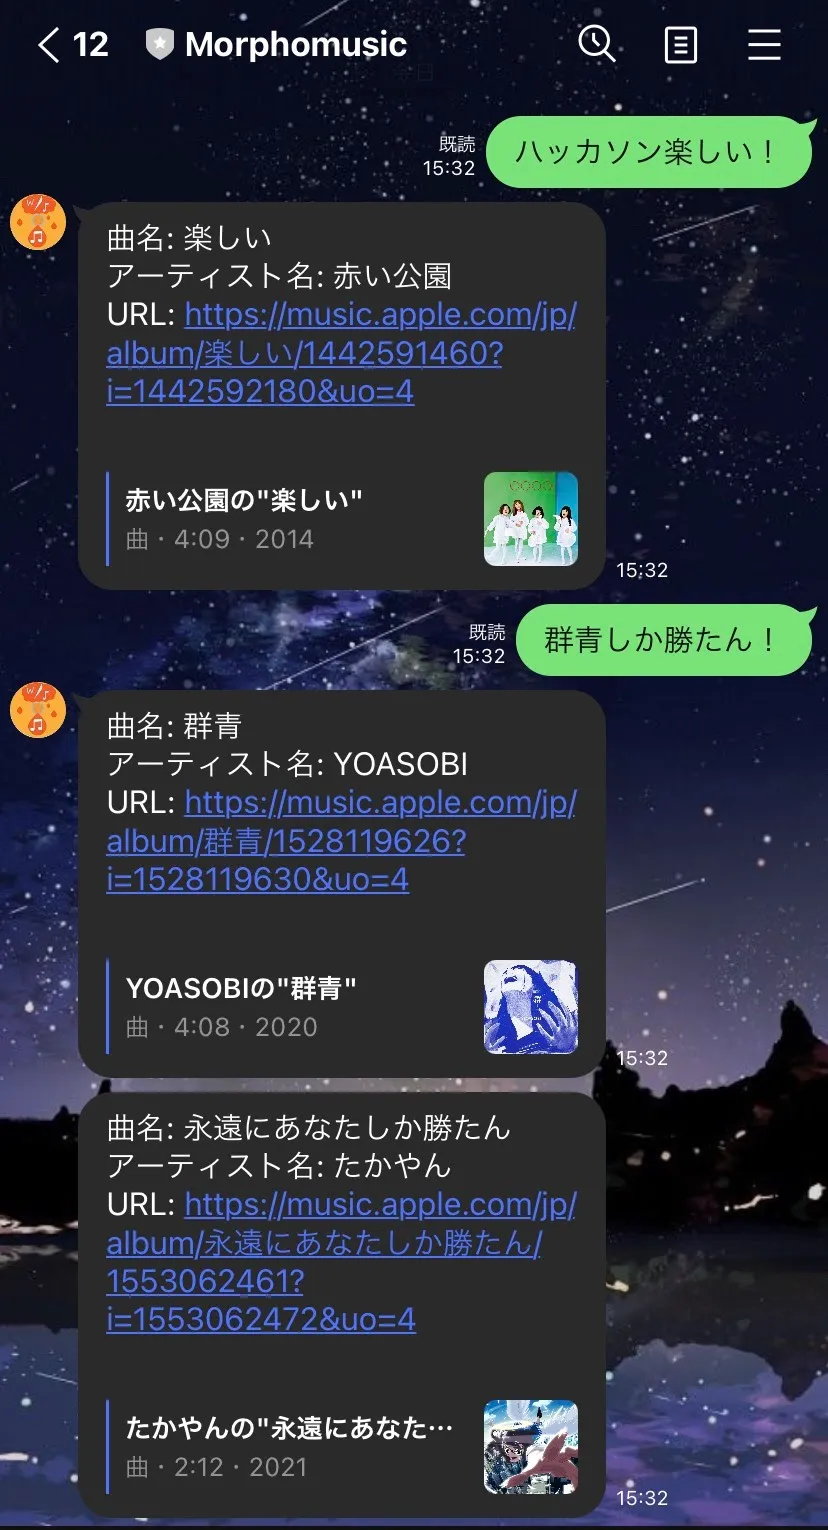 12 Morphomusic
既読
15:32
ハッカソン楽しい！
曲名: 楽しい
アーティスト名: 赤い公園
URL: https://music.apple.com/jp/
album/楽しい/1442591460?
i=1442592180&uo=4
赤い公園の"楽しい"
曲・4:09・2014
15:32
既読
15:32
群青しか勝たん！
曲名: 群青
アーティスト名: YOASOBI
URL: https://music.apple.com/jp/
album/群青/1528119626?
i=1528119630&uo=4
YOASOBIの"群青"
曲・4:08・2020
15:32
曲名: 永遠にあなたしか勝たん
アーティスト名: たかやん
URL: https://music.apple.com/jp/
album/永遠にあなたしか勝たん/
1553062461?
i=1553062472&uo=4
たかやんの"永遠にあなた…
曲・2:12・2021
15:32